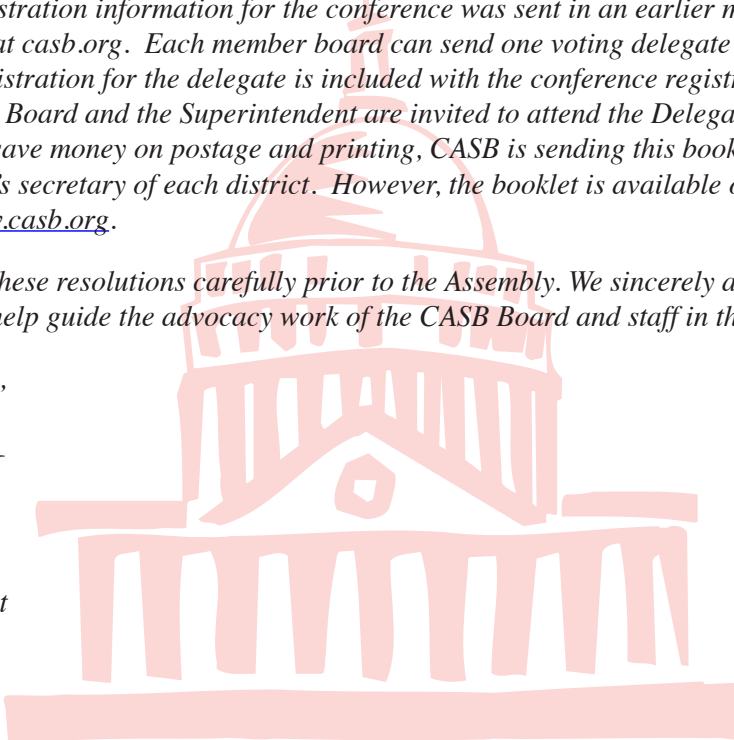 stration information for the conference was sent in an earlier m
at casb.org. Each member board can send one voting delegate
istration for the delegate is included with the conference registr
Board and the Superintendent are invited to attend the Delega
save money on postage and printing, CASB is sending this book
's secretary of each district. However, the booklet is available o
.casb.org.
hese resolutions carefully prior to the Assembly. We sincerely a
help guide the advocacy work of the CASB Board and staff in th
,
t